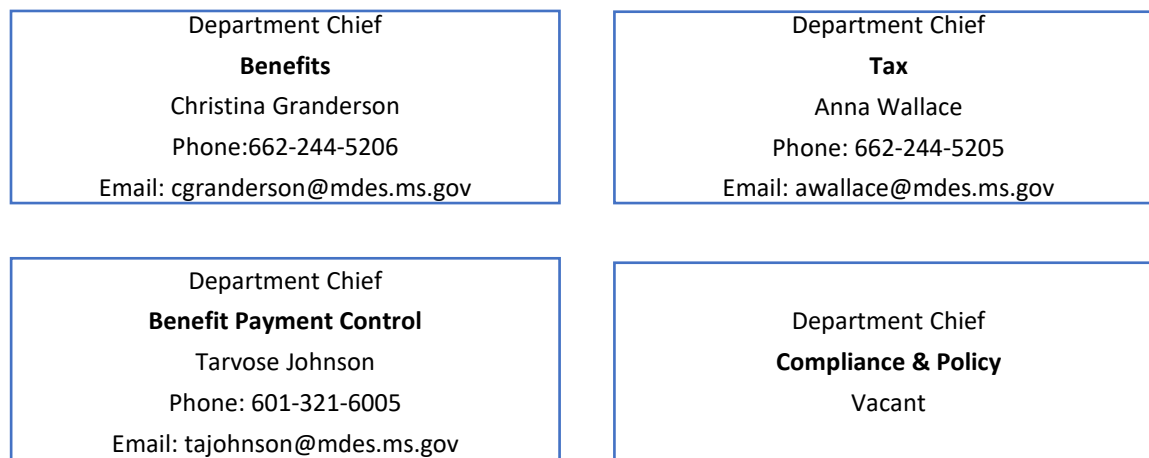 Department Chief
Benefits
Christina Granderson
Phone:662-244-5206
Email: cgranderson@mdes.ms.gov
Department Chief
Tax
Anna Wallace
Phone: 662-244-5205
Email: awallace@mdes.ms.gov
Department Chief
Benefit Payment Control
Tarvose Johnson
Phone: 601-321-6005
Email: tajohnson@mdes.ms.gov
Department Chief
Compliance & Policy
Vacant